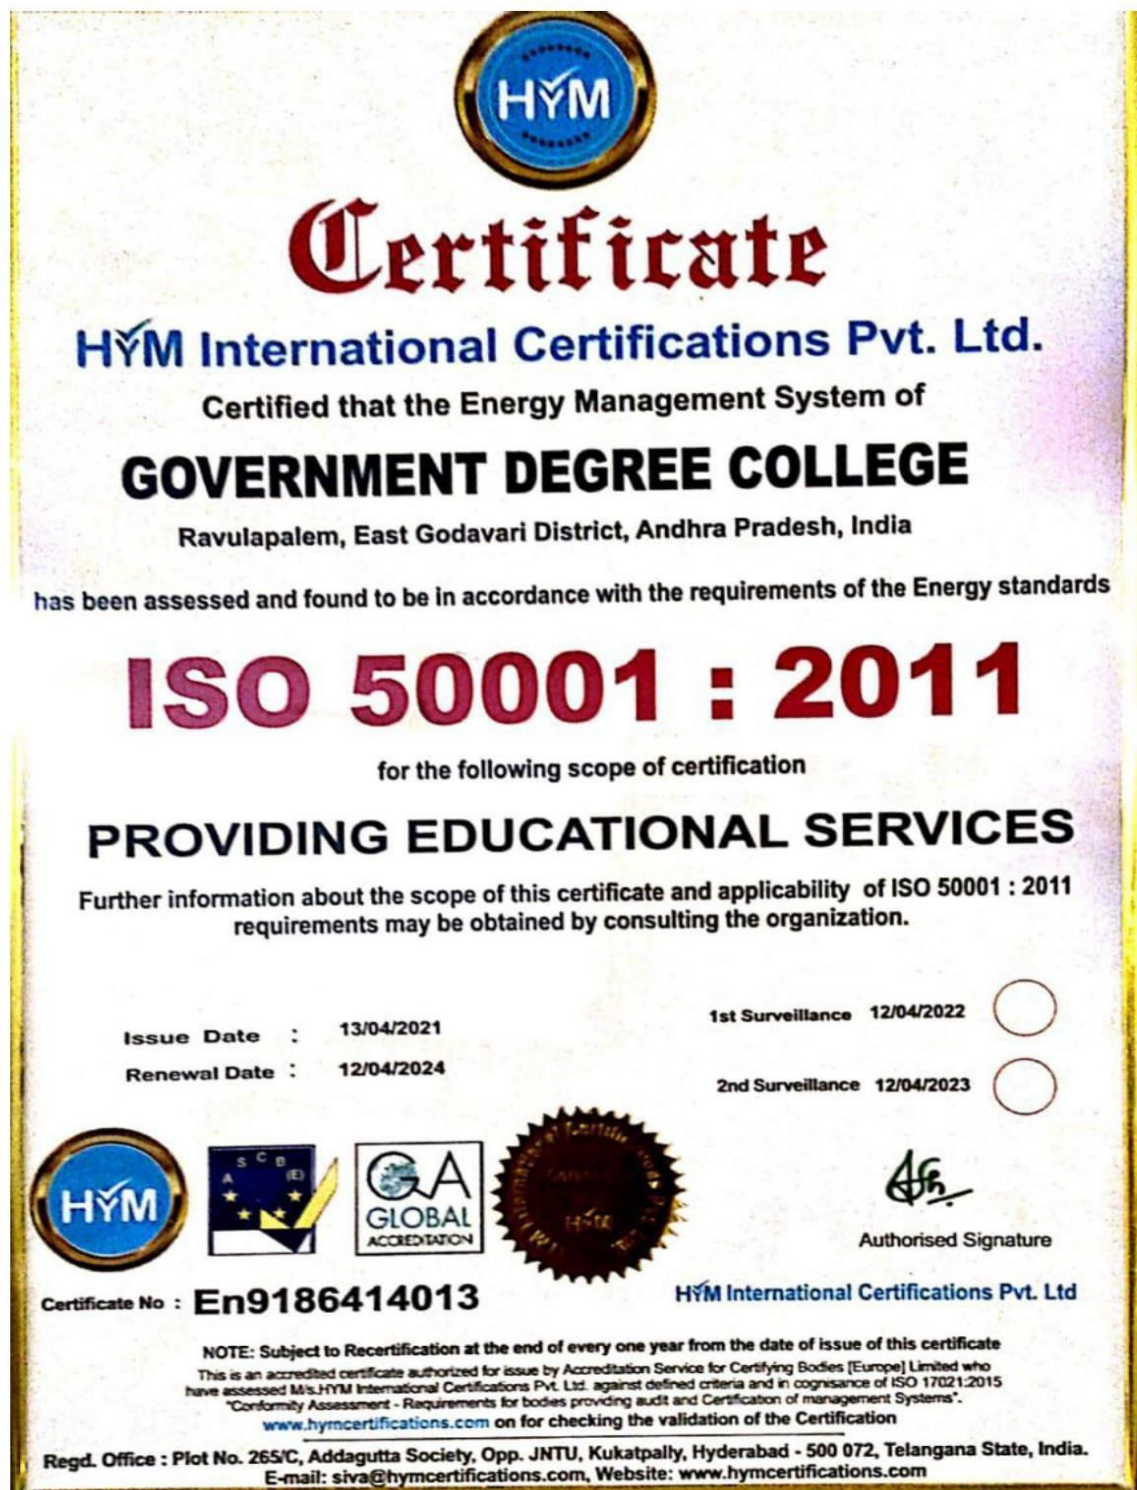 HYM
Certificate
HYM International Certifications Pvt. Ltd.
Certified that the Energy Management System of
GOVERNMENT DEGREE COLLEGE
Ravulapalem, East Godavari District, Andhra Pradesh, India
has been assessed and found to be in accordance with the requirements of the Energy standards
ISO 50001 : 2011
for the following scope of certification
PROVIDING EDUCATIONAL SERVICES
Further information about the scope of this certificate and applicability of ISO 50001 : 2011
requirements may be obtained by consulting the organization.
Issue Date : 13/04/2021
1st Surveillance 12/04/2022
Renewal Date : 12/04/2024
2nd Surveillance 12/04/2023
HYM
A S C B (E)
GA
GLOBAL
ACCREDITATION
HYM
Authorised Signature
Certificate No : En9186414013
HYM International Certifications Pvt. Ltd
NOTE: Subject to Recertification at the end of every one year from the date of issue of this certificate
This is an accredited certificate authorized for issue by Accreditation Service for Certifying Bodies [Europe] Limited who
have assessed M/s.HYM International Certifications Pvt. Ltd. against defined criteria and in cognisance of ISO 17021:2015
"Conformity Assessment - Requirements for bodies providing audit and Certification of management Systems".
www.hymcertifications.com on for checking the validation of the Certification
Regd. Office : Plot No. 265/C, Addagutta Society, Opp. JNTU, Kukatpally, Hyderabad - 500 072, Telangana State, India.
E-mail: siva@hymcertifications.com, Website: www.hymcertifications.com